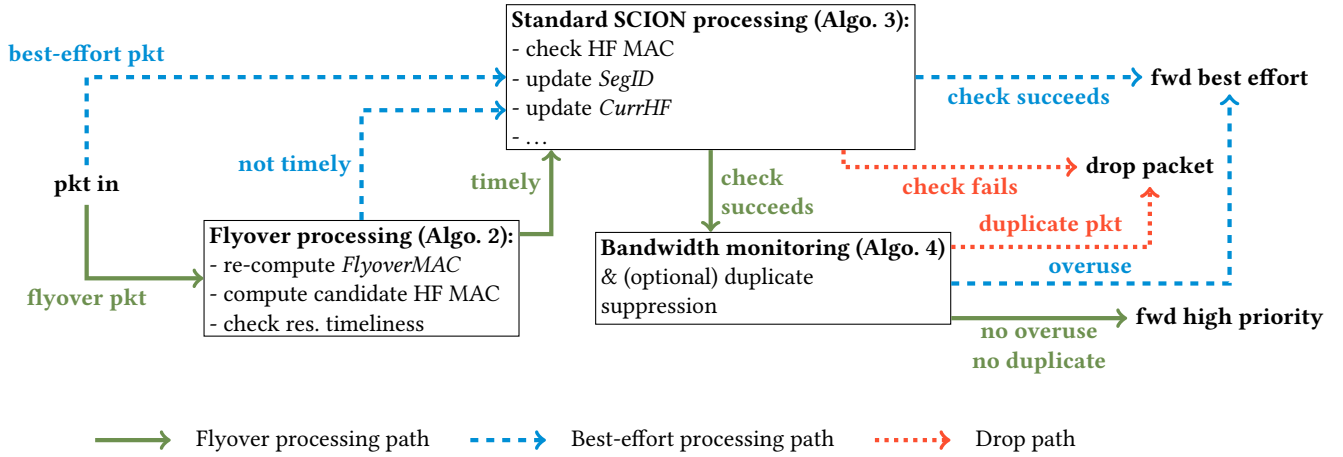 Standard SCION processing (Algo. 3):
- check HF MAC
- update SegID
- update CurrHF
- ...
best-effort pkt
fwd best effort
check succeeds
not timely
timely
pkt in
check
succeeds
check fails
drop packet
duplicate pkt
Flyover processing (Algo. 2):
- re-compute FlyoverMAC
- compute candidate HF MAC
- check res. timeliness
flyover pkt
Bandwidth monitoring (Algo. 4)
& (optional) duplicate
suppression
overuse
fwd high priority
no overuse
no duplicate
Flyover processing path
Best-effort processing path
Drop path